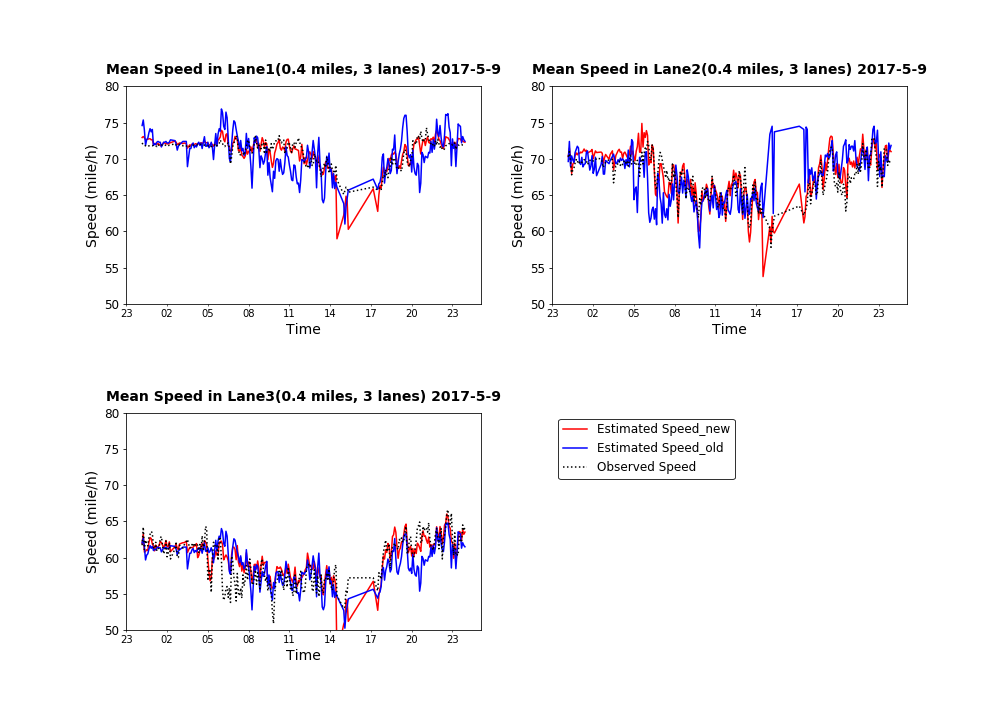 Mean Speed in Lane1(0.4 miles, 3 lanes) 2017-5-9
80
75
70
65
60
55
50
Speed (mile/h)
23 02 05 08 11 14 17 20 23
Time
Mean Speed in Lane2(0.4 miles, 3 lanes) 2017-5-9
80
75
70
65
60
55
50
Speed (mile/h)
23 02 05 08 11 14 17 20 23
Time
Mean Speed in Lane3(0.4 miles, 3 lanes) 2017-5-9
80
75
70
65
60
55
50
Speed (mile/h)
23 02 05 08 11 14 17 20 23
Time
Estimated Speed_new
Estimated Speed_old
Observed Speed